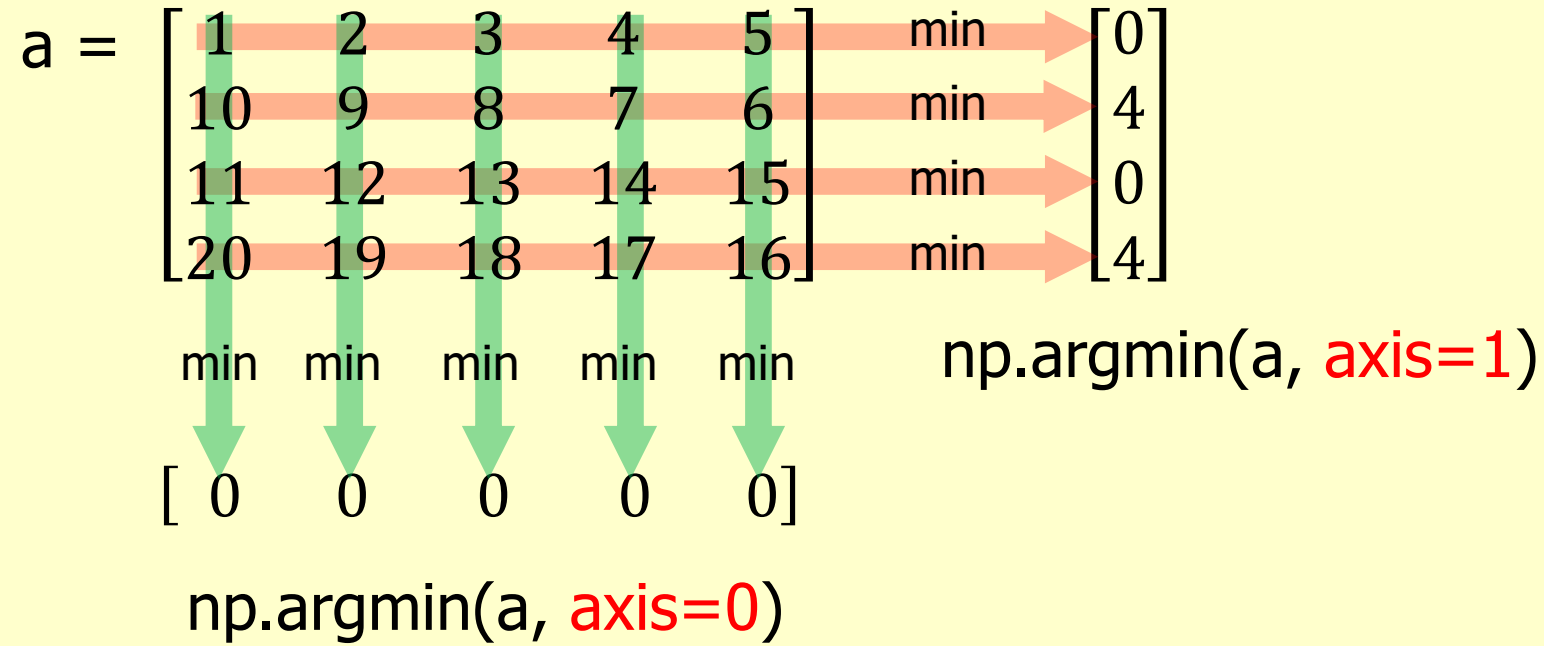 a = [1 2 3 4 5] min [0]
[10 9 8 7 6] min [4]
[11 12 13 14 15] min [0]
[20 19 18 17 16] min [4]
min min min min min
np.argmin(a, axis=1)
[ 0 0 0 0 0]
np.argmin(a, axis=0)